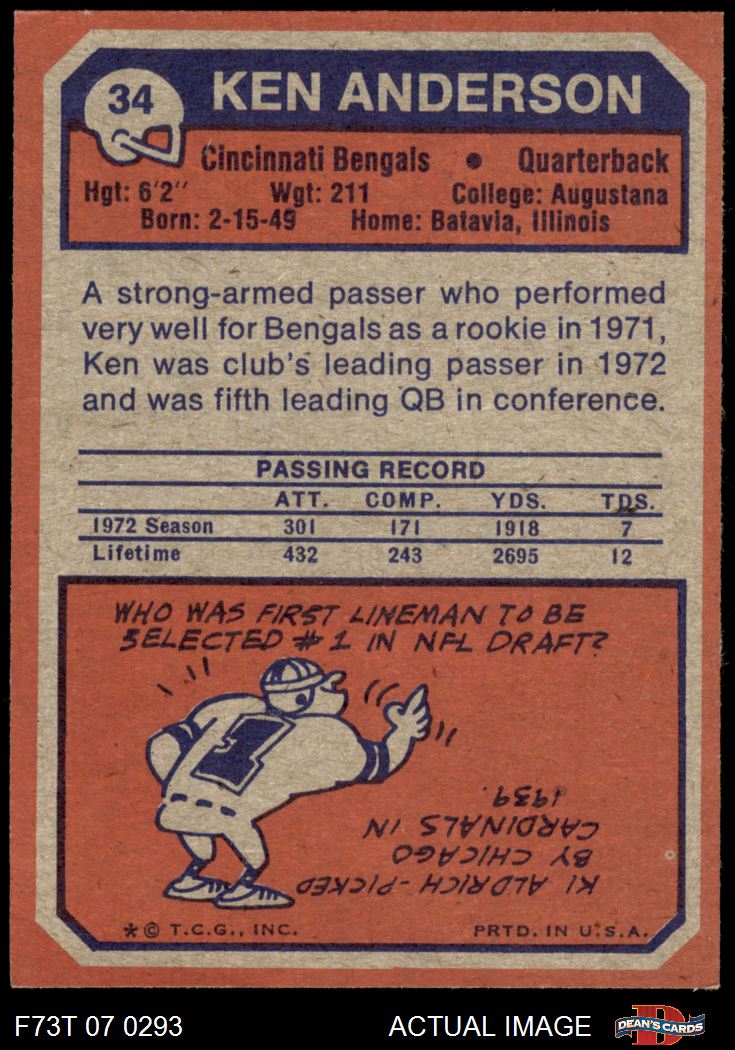 34
KEN ANDERSON
Cincinnati Bengals • Quarterback
Hgt: 6'2" Wgt: 211 College: Augustana
Born: 2-15-49 Home: Batavia, Illinois
A strong-armed passer who performed
very well for Bengals as a rookie in 1971,
Ken was club's leading passer in 1972
and was fifth leading QB in conference.
PASSING RECORD
ATT. COMP. YDS. TDS.
1972 Season 301 171 1918 7
Lifetime 432 243 2695 12
WHO WAS FIRST LINEMAN TO BE
SELECTED #1 IN NFL DRAFT?
1
KI ALDRICH - PICKED
BY CHICAGO
CARDINALS IN
1939.
* © T.C.G., INC. PRTD. IN U.S.A.
F73T 07 0293 ACTUAL IMAGE
D
DEAN'S CARDS